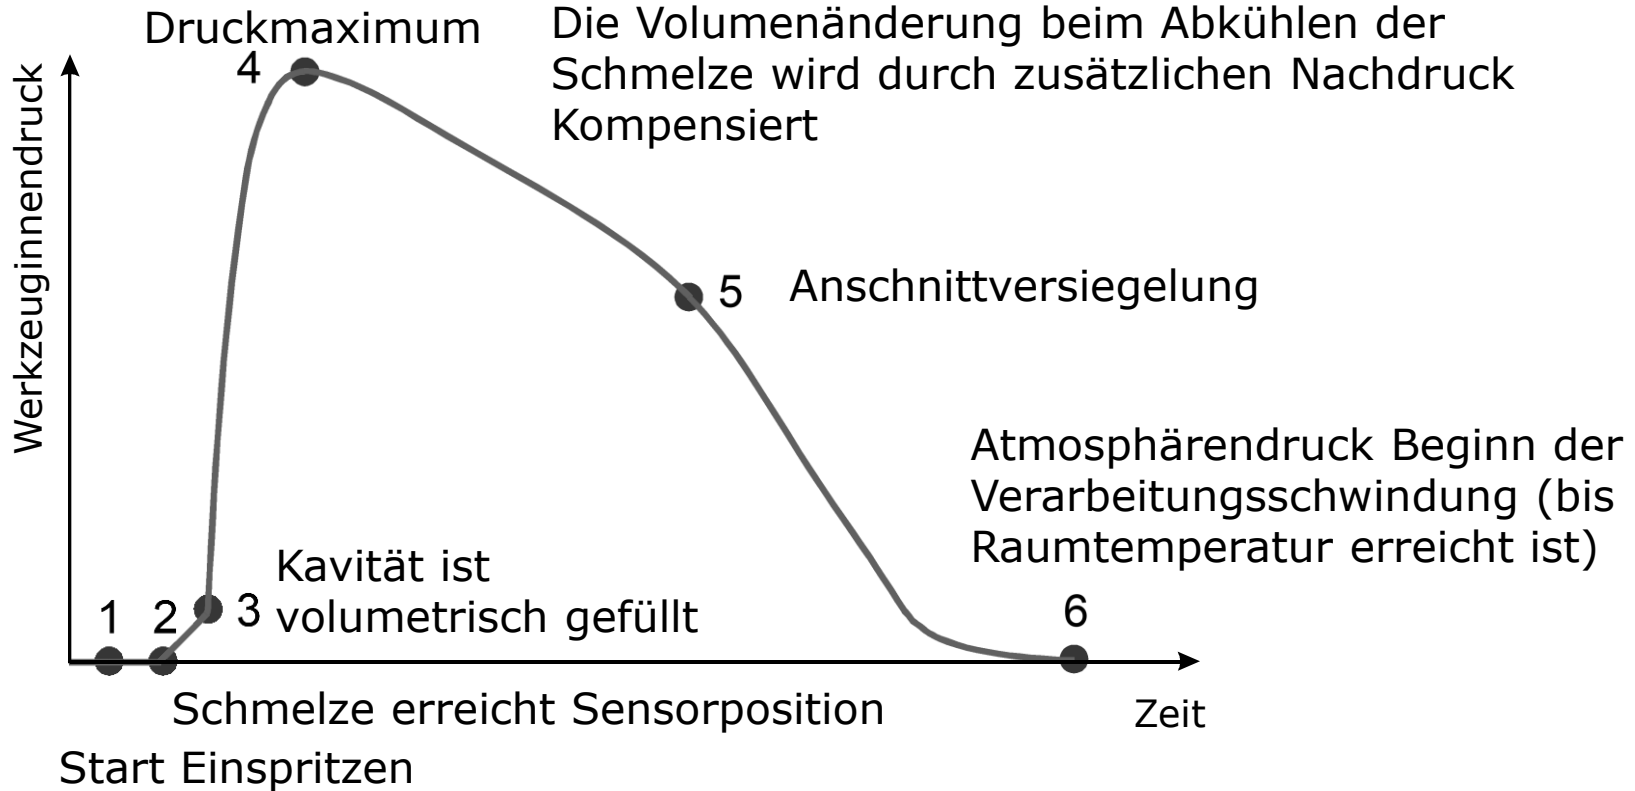 Druckmaximum
4
Die Volumenänderung beim Abkühlen der
Schmelze wird durch zusätzlichen Nachdruck
Kompensiert
Werkzeuginnendruck
5
Anschnittversiegelung
Atmosphärendruck Beginn der
Verarbeitungsschwindung (bis
Raumtemperatur erreicht ist)
6
1
2
3
Kavität ist
volumetrisch gefüllt
Schmelze erreicht Sensorposition
Zeit
Start Einspritzen